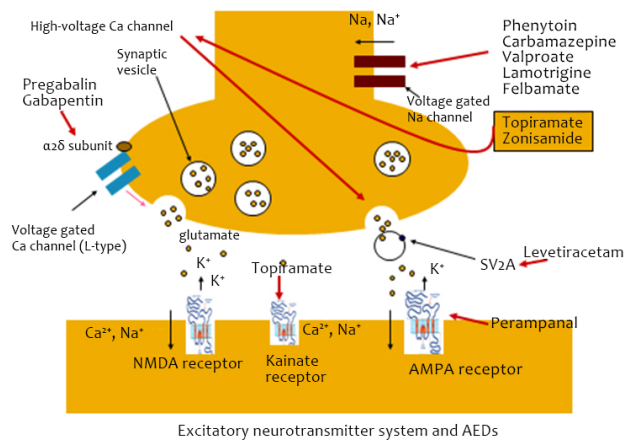 High-voltage Ca channel
Na, Na⁺
Phenytoin
Carbamazepine
Valproate
Lamotrigine
Felbamate
Synaptic
vesicle
Pregabalin
Gabapentin
Voltage gated
Na channel
Topiramate
Zonisamide
α2δ subunit
Voltage gated
Ca channel (L-type)
glutamate
K⁺
K⁺
Topiramate
K⁺
SV2A
Levetiracetam
Perampanal
Ca²⁺, Na⁺
Ca²⁺, Na⁺
NMDA receptor
Kainate
receptor
AMPA receptor
Excitatory neurotransmitter system and AEDs